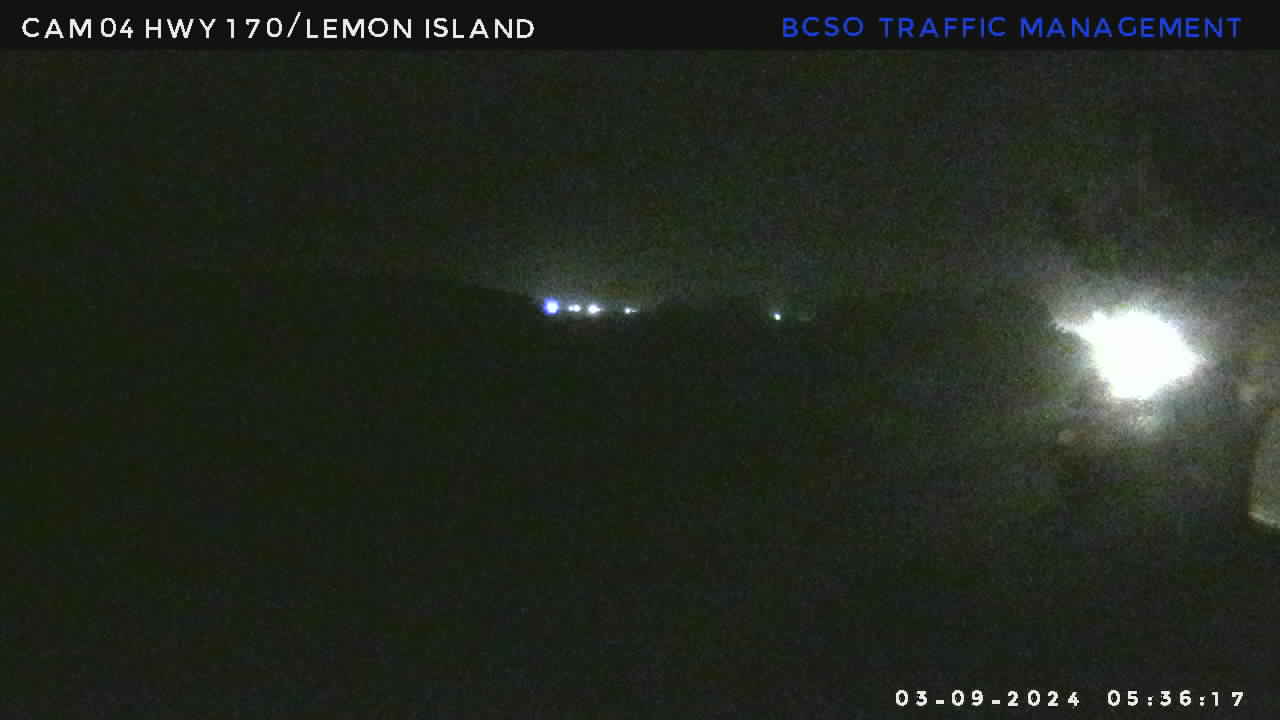 CAM04 HWY 170/LEMON ISLAND
BCSO TRAFFIC MANAGEMENT
03-09-2024 05:36:17